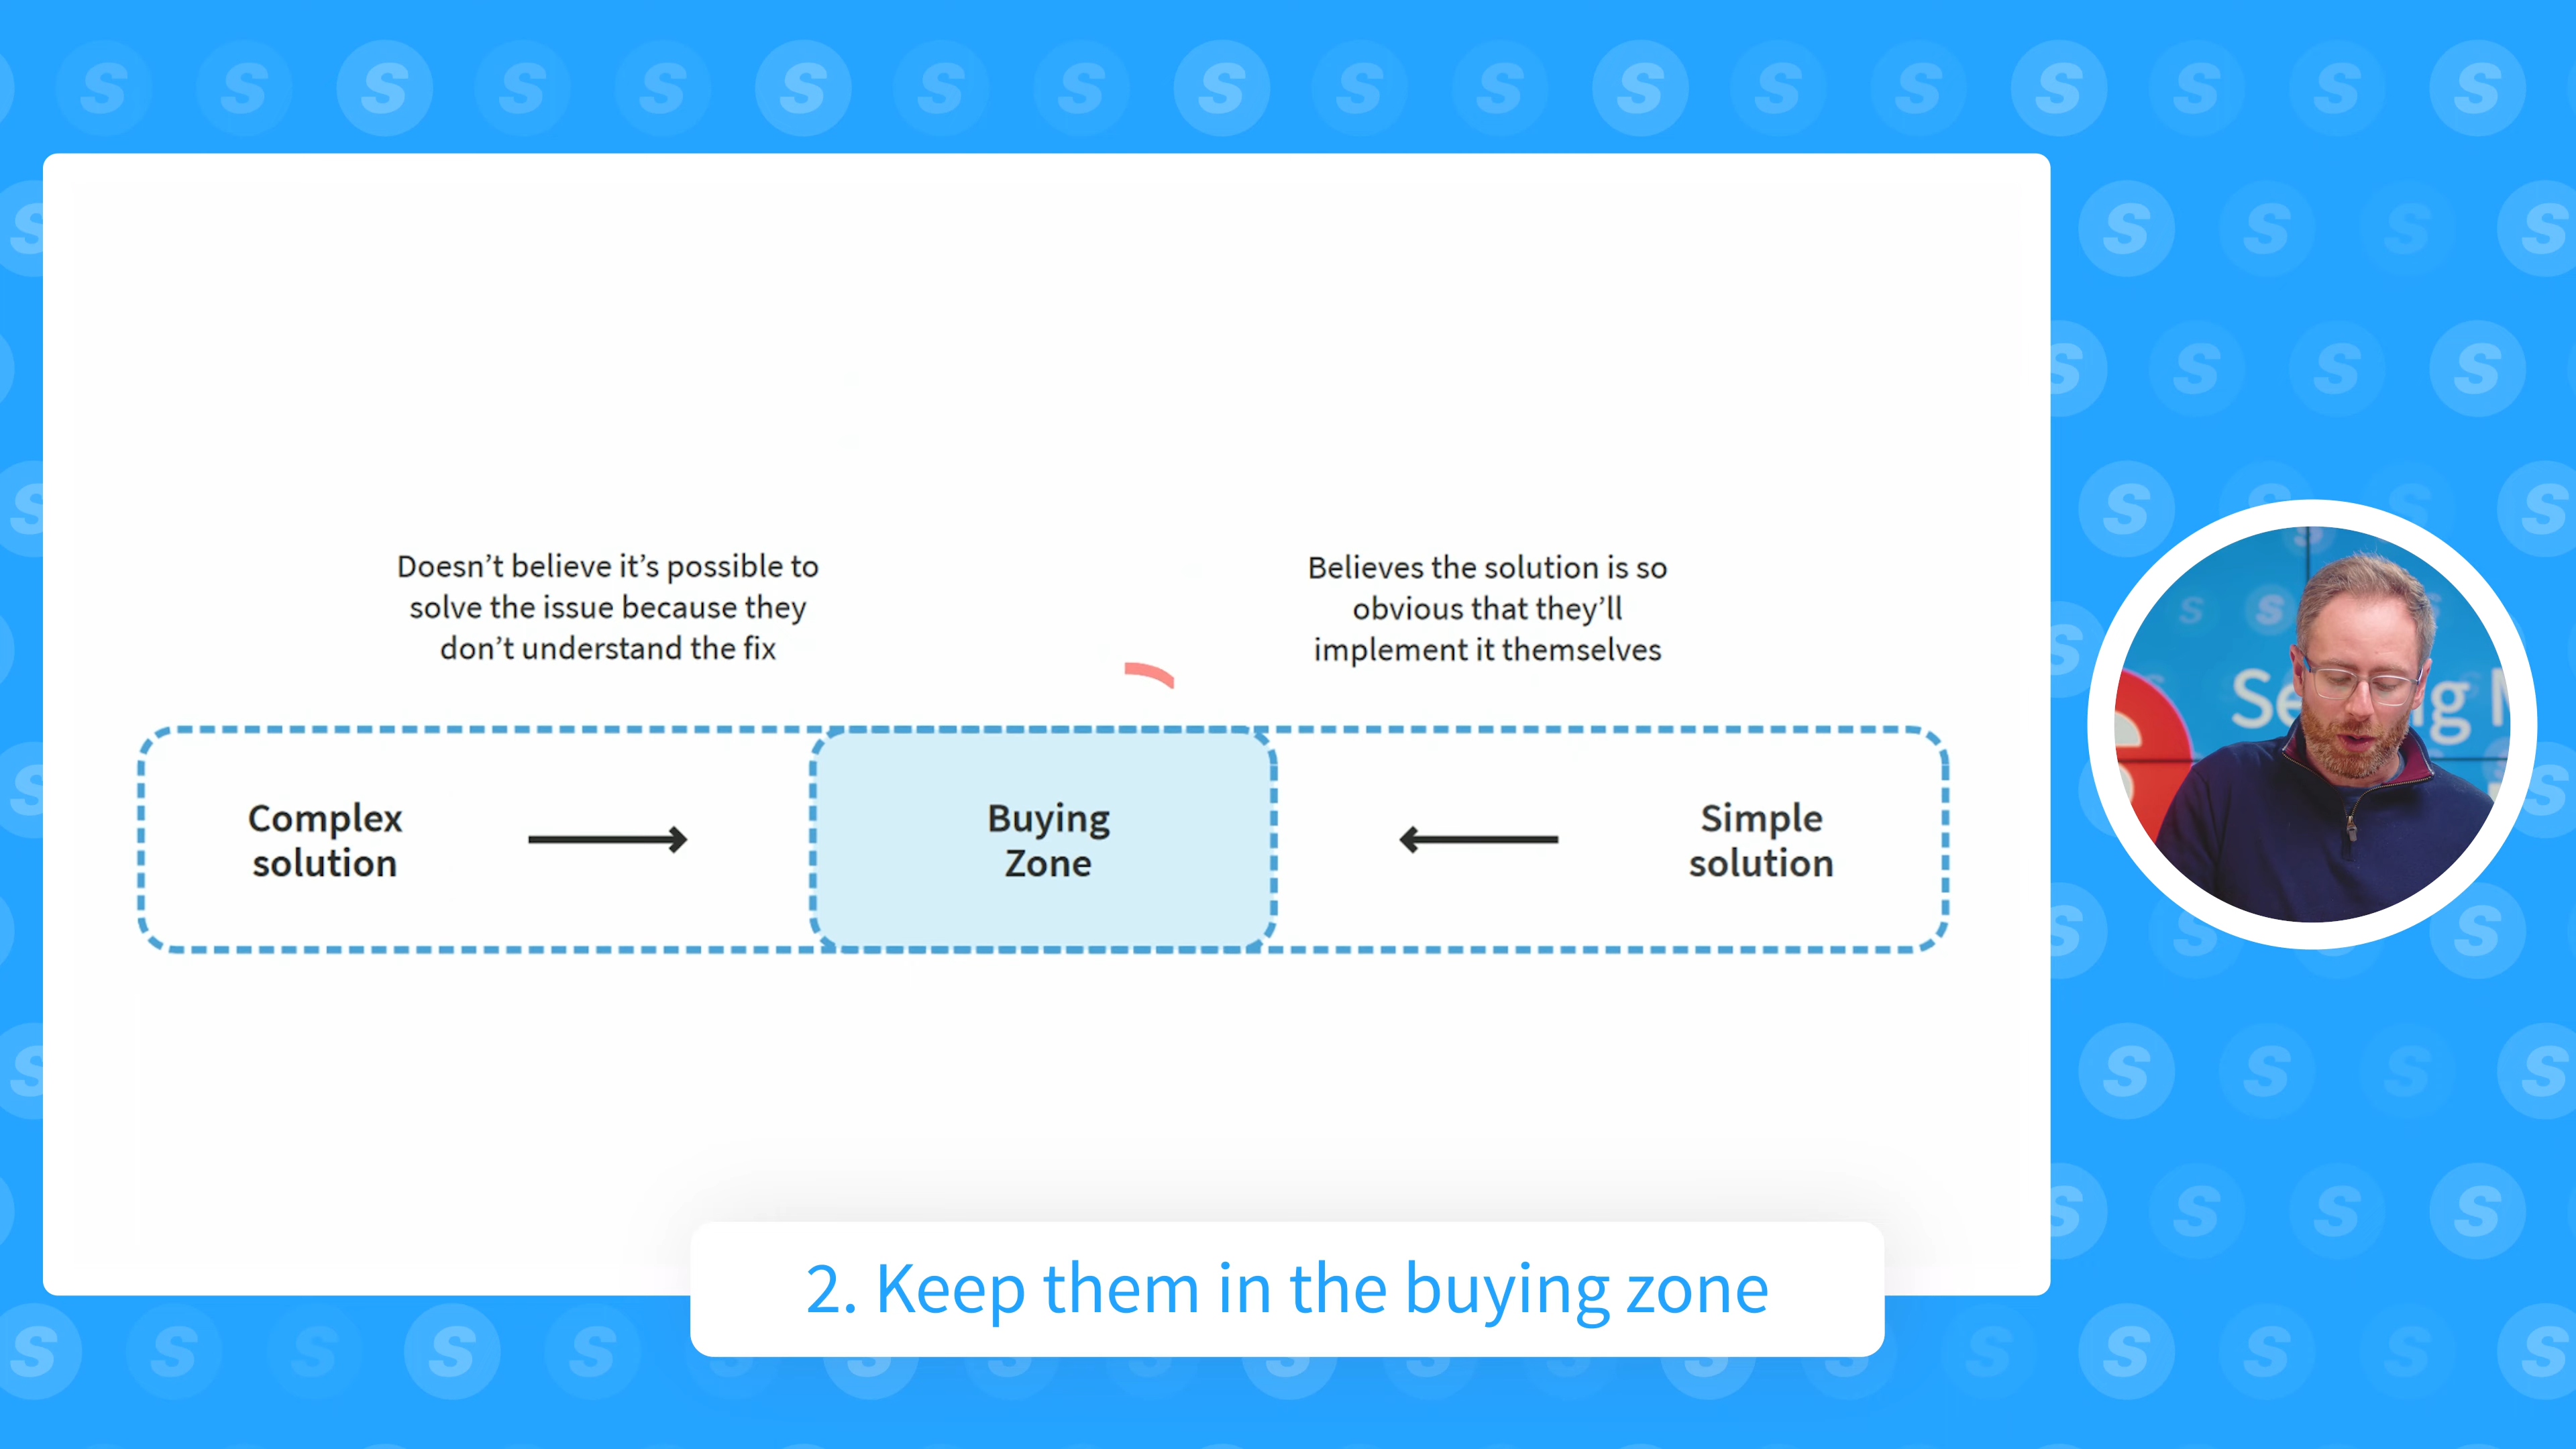 Doesn’t believe it’s possible to
solve the issue because they
don’t understand the fix
Believes the solution is so
obvious that they’ll
implement it themselves
Complex
solution
Buying
Zone
Simple
solution
2. Keep them in the buying zone